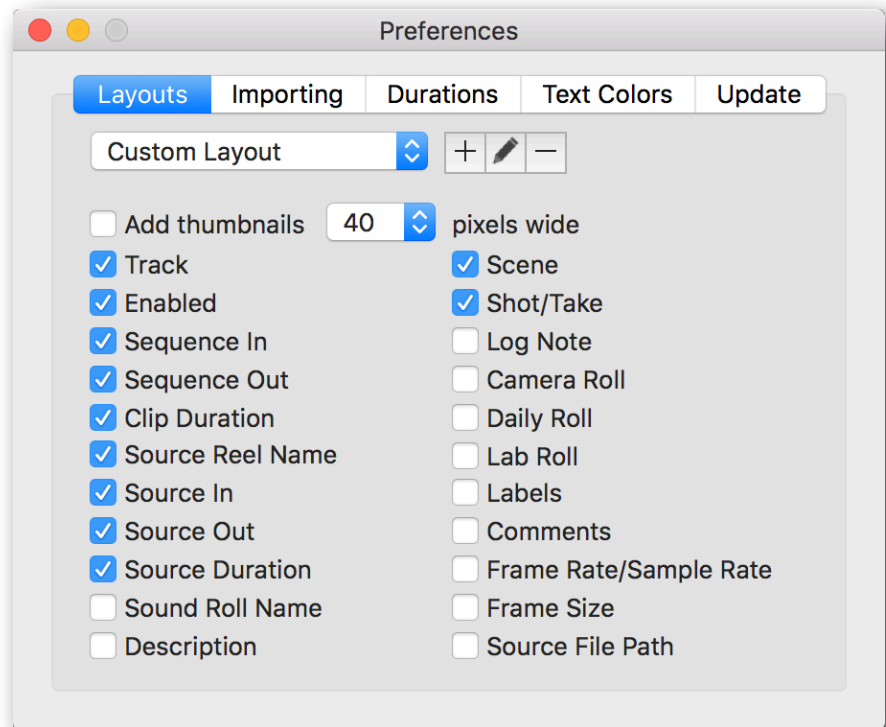 Preferences
Layouts Importing Durations Text Colors Update
Custom Layout
Add thumbnails 40 pixels wide
Track
Enabled
Sequence In
Sequence Out
Clip Duration
Source Reel Name
Source In
Source Out
Source Duration
Sound Roll Name
Description
Scene
Shot/Take
Log Note
Camera Roll
Daily Roll
Lab Roll
Labels
Comments
Frame Rate/Sample Rate
Frame Size
Source File Path